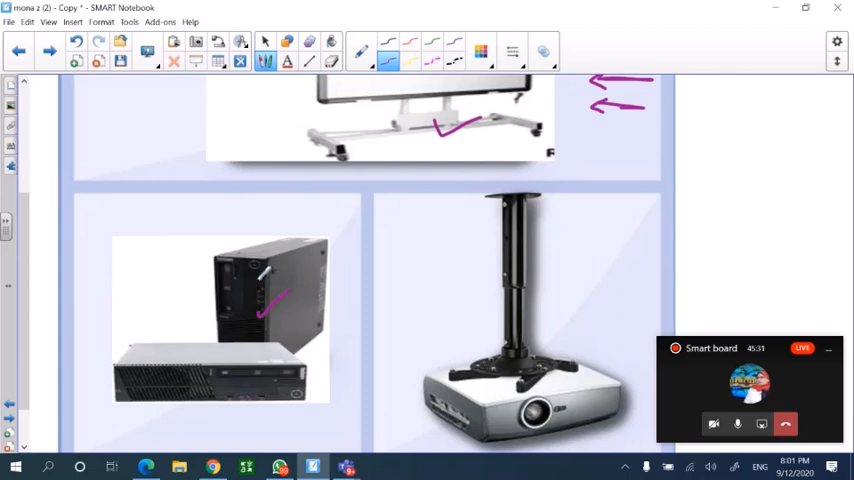 mona z (2) - Copy * - SMART Notebook
File Edit View Insert Format Tools Add-ons Help
Smart board 45:31 LIVE
ENG
8:01 PM
9/12/2020